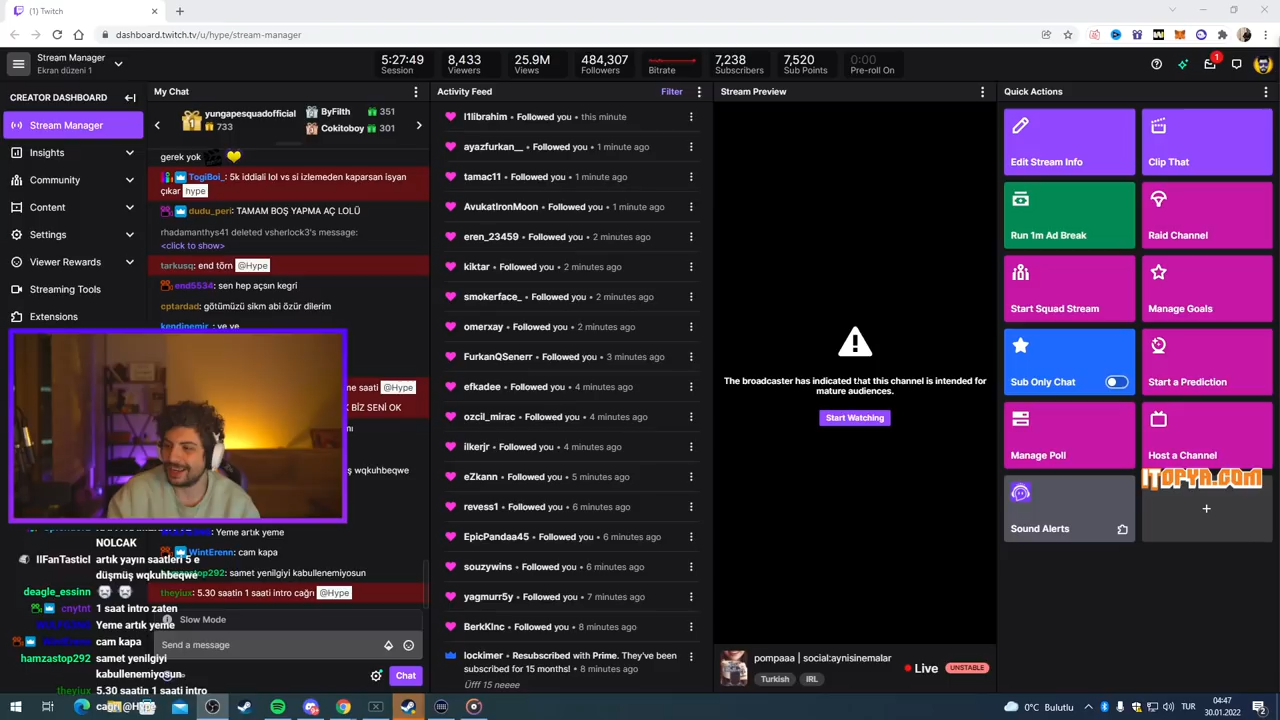 (1) Twitch
dashboard.twitch.tv/u/hype/stream-manager
Stream Manager
Ekran düzeni 1
5:27:49
Session
8,433
Viewers
25.9M
Views
484,307
Followers
Bitrate
7,238
Subscribers
7,520
Sub Points
0:00
Pre-roll On
1
CREATOR DASHBOARD
Stream Manager
Insights
Community
Content
Settings
Viewer Rewards
Streaming Tools
Extensions
My Chat
1
yungapesquadofficial
733
ByFilth 351
Cokitoboy 301
gerek yok
TogiBoi_: 5k iddiali lol vs si izlemeden kaparsan isyan
çıkar hype
dudu_peri: TAMAM BOŞ YAPMA AÇ LOLÜ
rhadamanthys41 deleted vsherlock3's message:
<click to show>
tarkusq: end törn @Hype
end5534: sen hep açsın kegri
cptardad: götümüzü sikm abi özür dilerim
kendinemir_: ve ve
me saati @Hype
K BİZ SENİ OK
ı
s wqkuhbeqwe
Yeme artık yeme
WintErenn: cam kapa
hamzastop292: samet yenilgiyi kabullenemiyosun
theyiux: 5.30 saatin 1 saati intro cağrı @Hype
Slow Mode
Send a message
Chat
NOLCAK
IIFanTasticI artık yayın saatleri 5 e
düşmüş wqkuhbeqwe
deagle_essinn
cnytnt 1 saat intro zaten
Yeme artık yeme
WintErenn cam kapa
hamzastop292 samet yenilgiyi
kabullenemiyosun
theyiux 5.30 saatin 1 saati intro
cağrı @Hype
Activity Feed
Filter
l1librahim • Followed you • this minute
ayazfurkan__ • Followed you • 1 minute ago
tamac11 • Followed you • 1 minute ago
AvukatIronMoon • Followed you • 1 minute ago
eren_23459 • Followed you • 2 minutes ago
kiktar • Followed you • 2 minutes ago
smokerface_ • Followed you • 2 minutes ago
omerxay • Followed you • 2 minutes ago
FurkanQSenerr • Followed you • 3 minutes ago
efkadee • Followed you • 4 minutes ago
ozcil_mirac • Followed you • 4 minutes ago
ilkerjr • Followed you • 4 minutes ago
eZkann • Followed you • 5 minutes ago
revess1 • Followed you • 6 minutes ago
EpicPandaa45 • Followed you • 6 minutes ago
souzywins • Followed you • 6 minutes ago
yagmurr5y • Followed you • 7 minutes ago
BerKKInc • Followed you • 8 minutes ago
lockimer • Resubscribed with Prime. They've been
subscribed for 15 months! • 8 minutes ago
Üfff 15 neeee
Stream Preview
The broadcaster has indicated that this channel is intended for
mature audiences.
Start Watching
pompaaa | social:aynisinemalar
Turkish
IRL
Live
UNSTABLE
Quick Actions
Edit Stream Info
Clip That
Run 1m Ad Break
Raid Channel
Start Squad Stream
Manage Goals
Sub Only Chat
Start a Prediction
Manage Poll
Host a Channel
Sound Alerts
ITOPYA.COM
0°C Bulutlu
TUR
04:47
30.01.2022
2